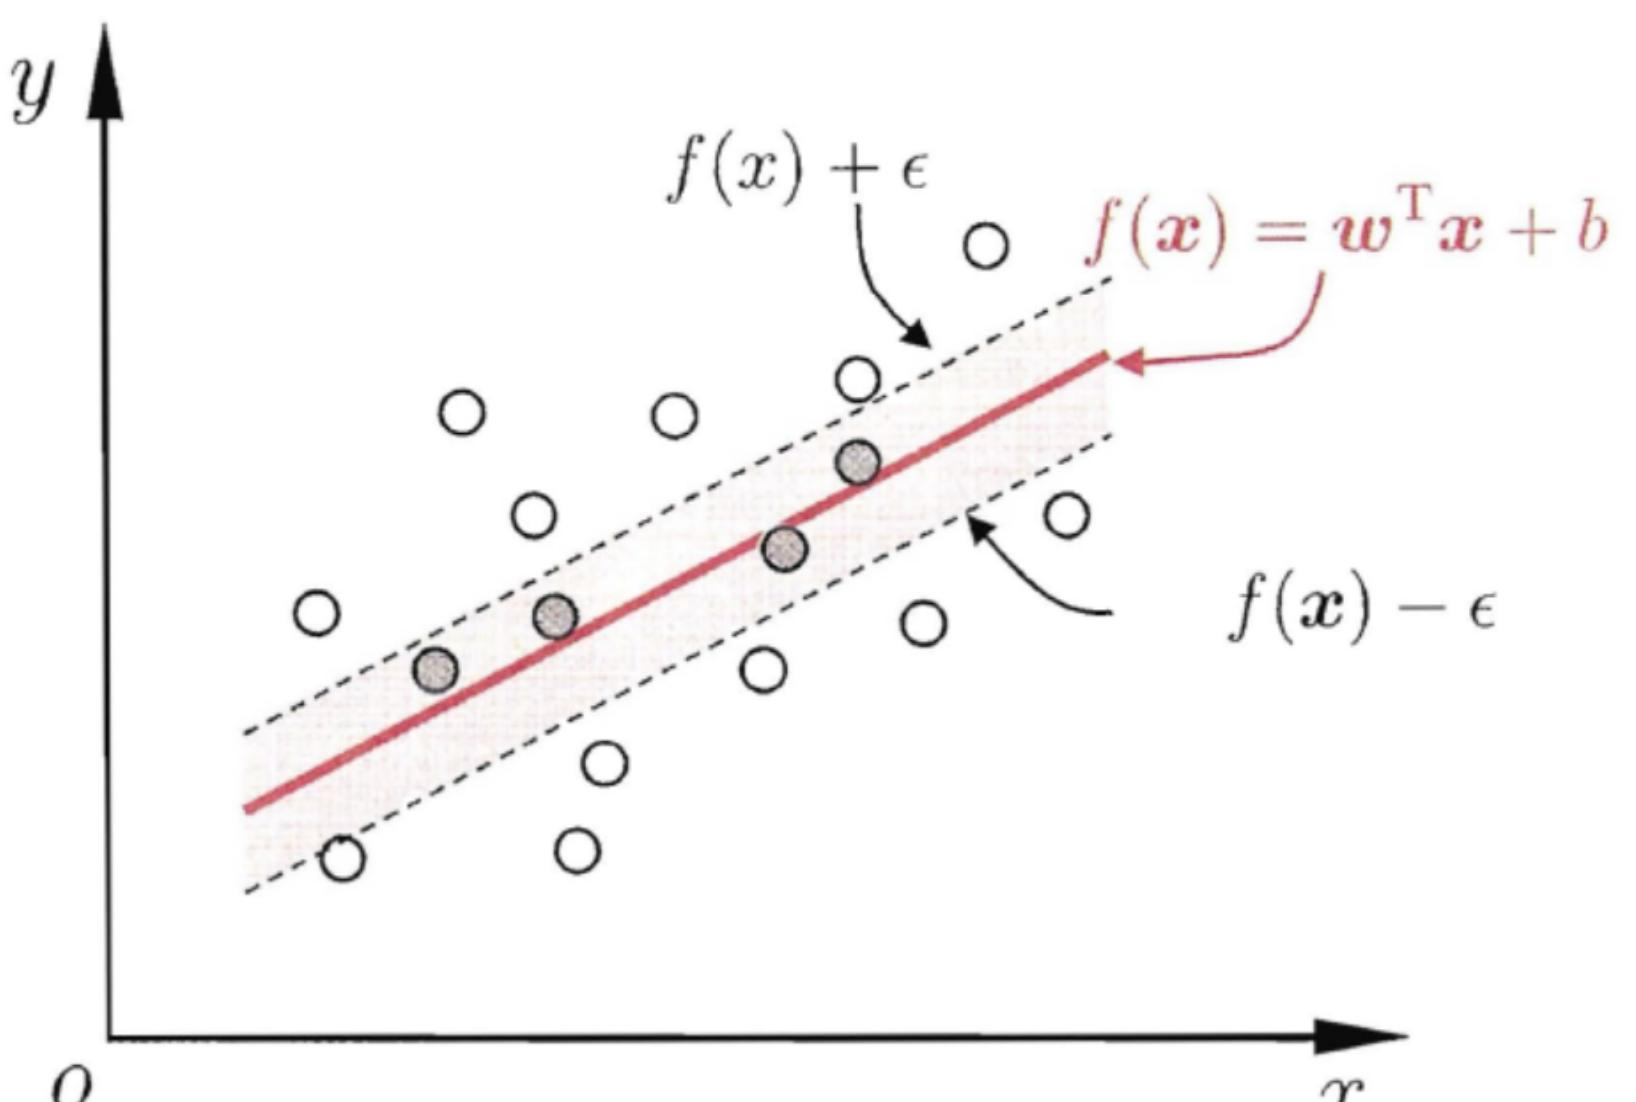 y
f(x) + ϵ
f(x) = wᵀx + b
f(x) − ϵ
o
x